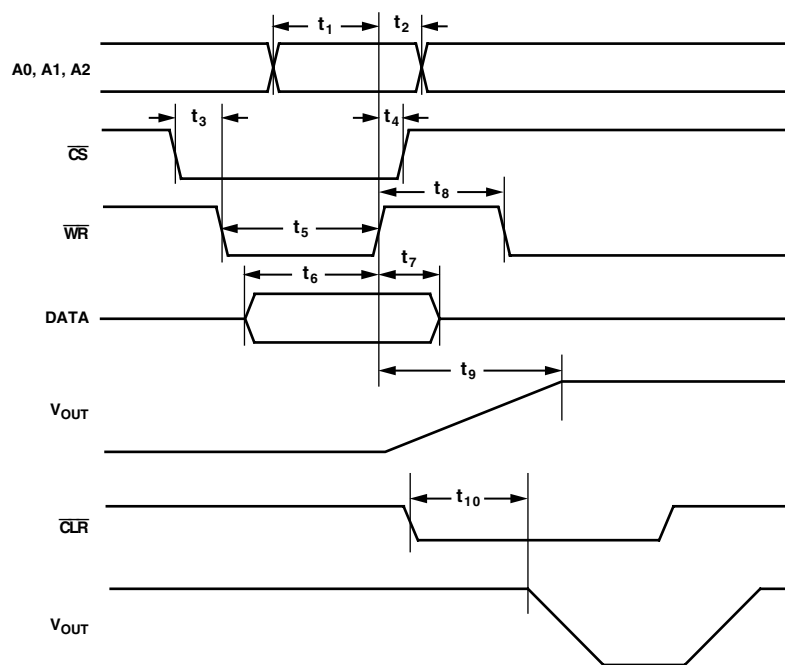 t1 t2
A0, A1, A2
t3 t4
CS
t8
WR
t5
t6 t7
DATA
t9
VOUT
t10
CLR
VOUT